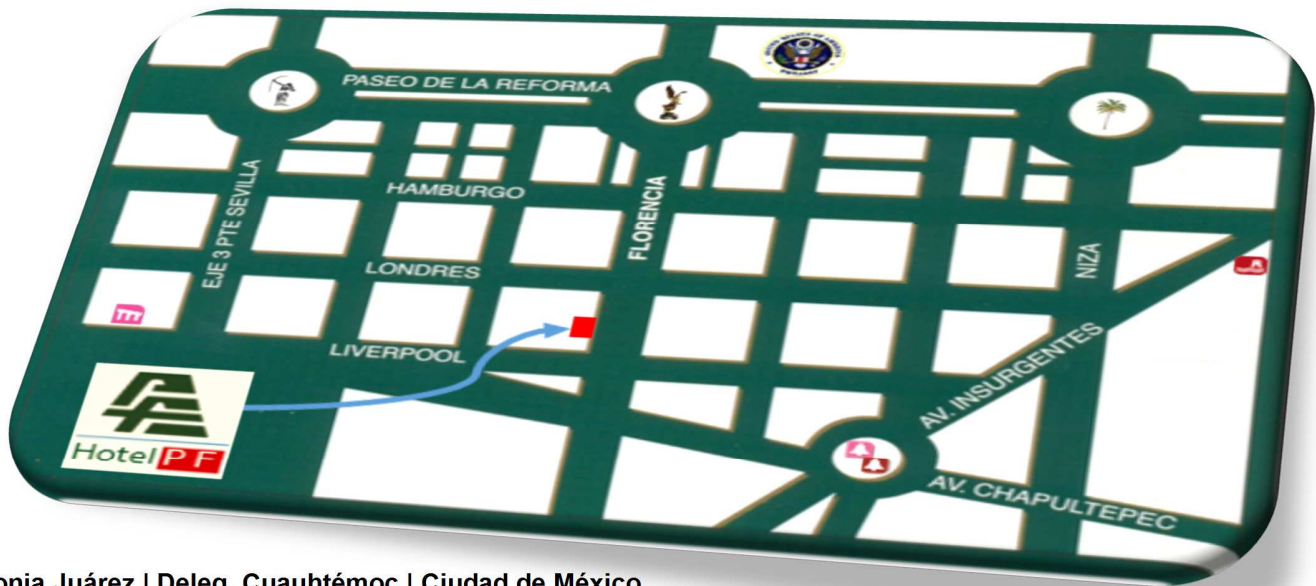 PASEO DE LA REFORMA
HAMBURGO
EJE 3 PTE SEVILLA
FLORENCIA
LONDRES
NIZA
LIVERPOOL
AV. INSURGENTES
Hotel PF
AV. CHAPULTEPEC
Juárez | Deleg. Cuauhtémoc | Ciudad de México